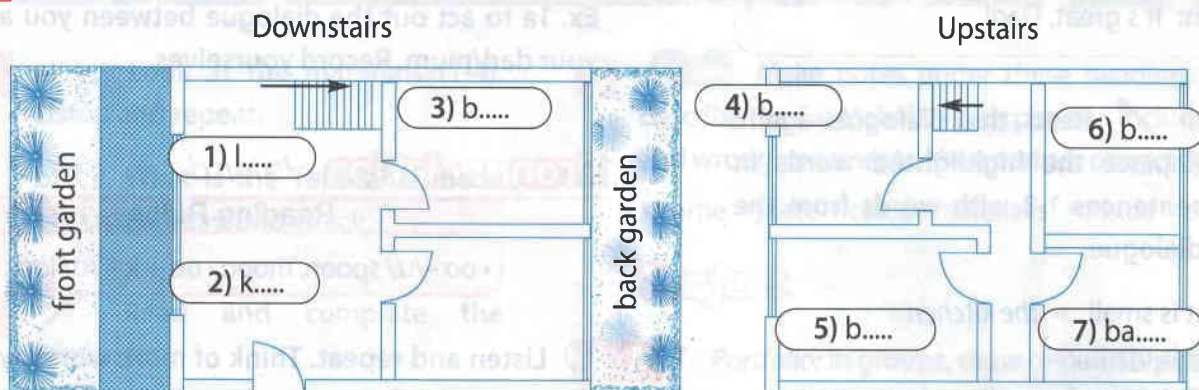 Downstairs
Upstairs
front garden
1) l.....
2) k.....
3) b.....
back garden
4) b.....
5) b.....
6) b.....
7) ba.....